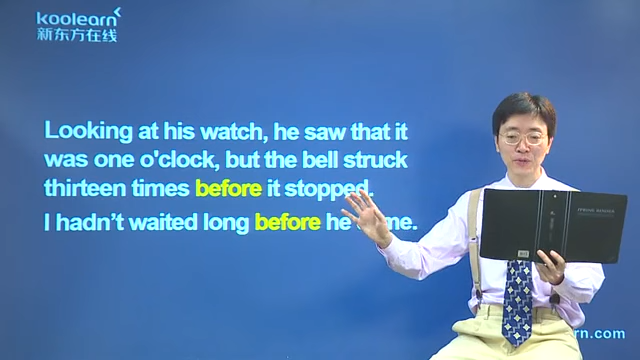 koolearn
新东方在线
Looking at his watch, he saw that it
was one o'clock, but the bell struck
thirteen times before it stopped.
I hadn't waited long before he